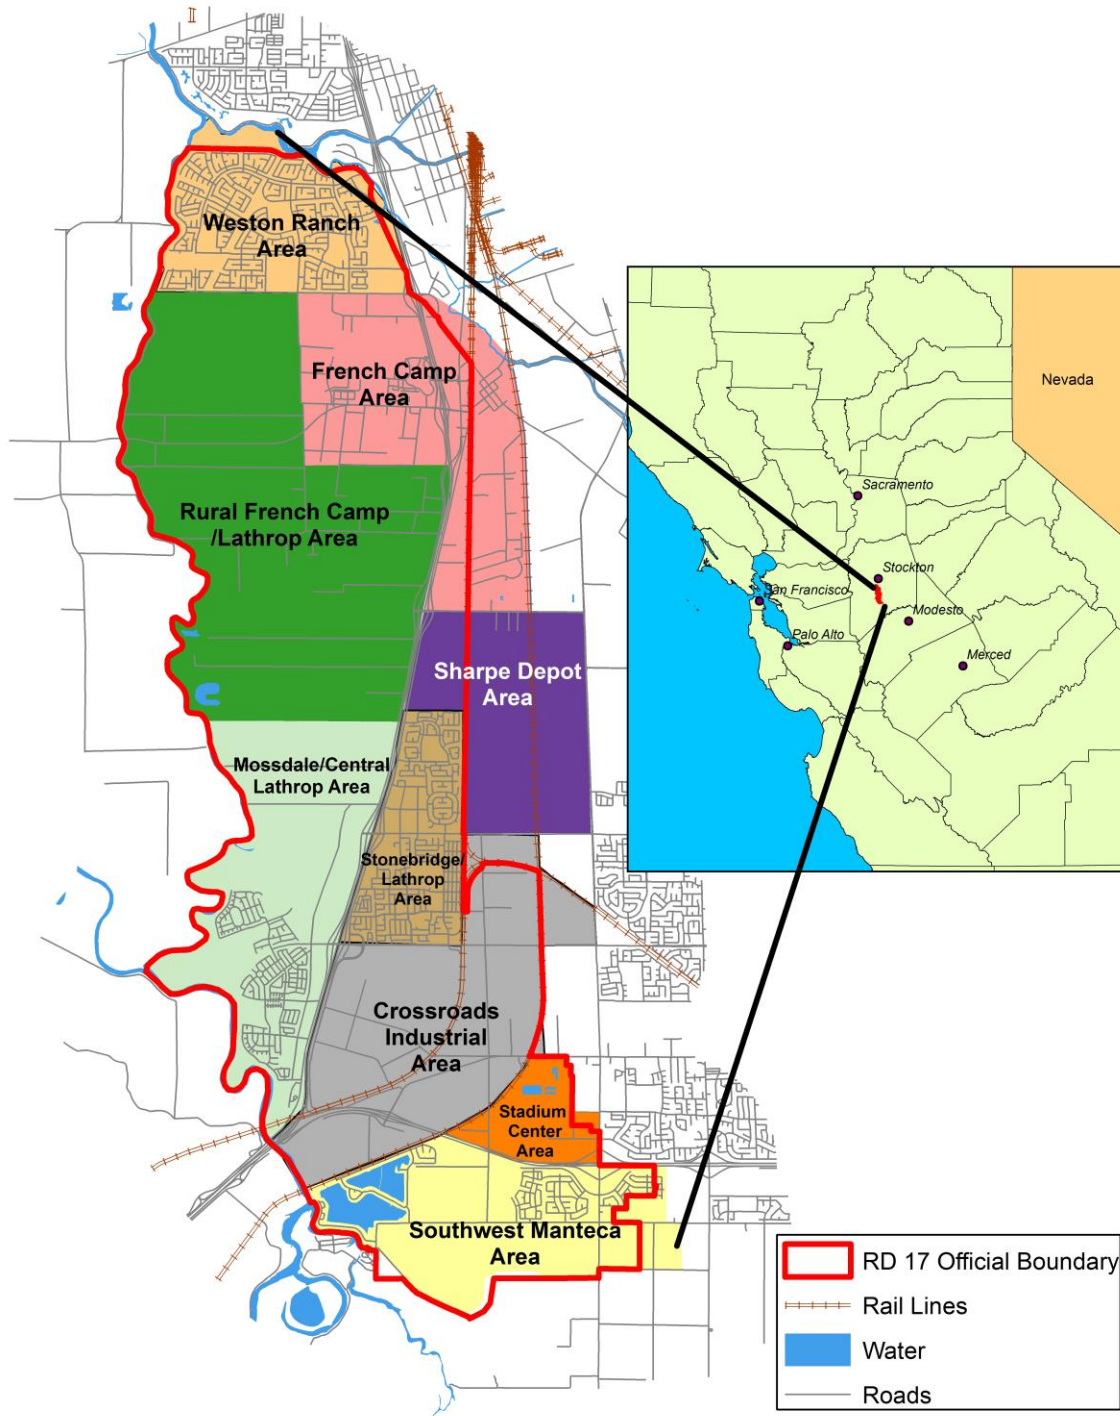 Weston Ranch
Area
French Camp
Area
Rural French Camp
/Lathrop Area
Sharpe Depot
Area
Mossdale/Central
Lathrop Area
Stonebridge/
Lathrop
Area
Crossroads
Industrial
Area
Stadium
Center
Area
Southwest Manteca
Area
Nevada
Sacramento
Stockton
San Francisco
Modesto
Palo Alto
Merced
RD 17 Official Boundary
Rail Lines
Water
Roads